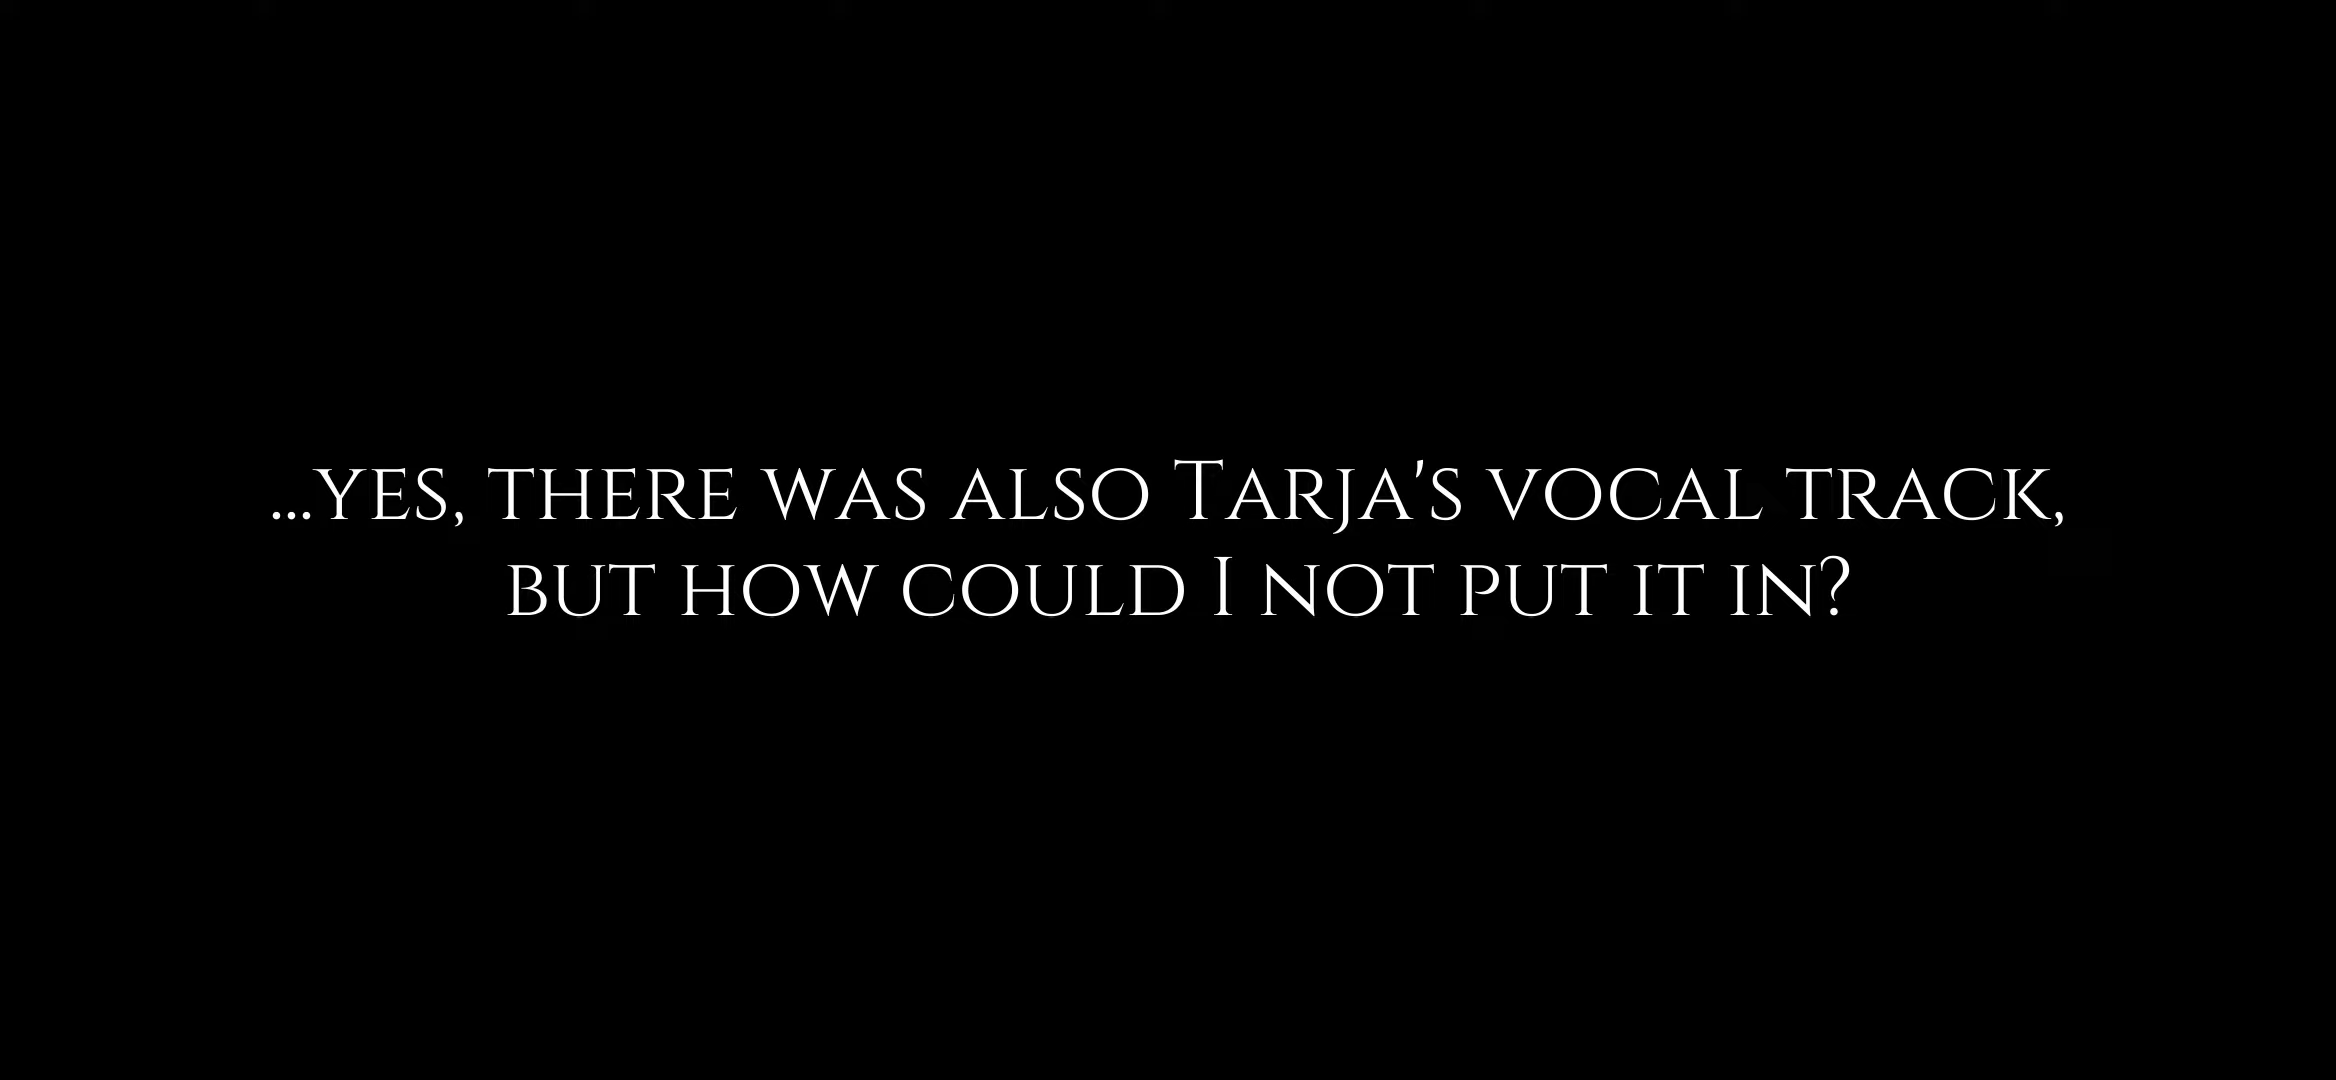 ...yes, there was also Tarja's vocal track,
but how could I not put it in?